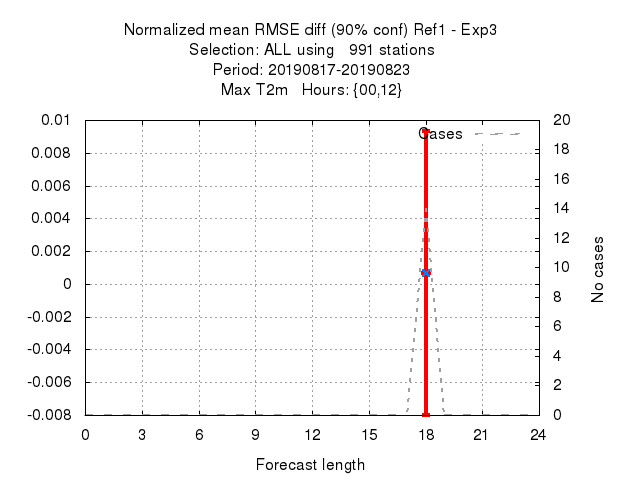 Normalized mean RMSE diff (90% conf) Ref1 - Exp3
Selection: ALL using   991 stations
Period: 20190817-20190823
Max T2m   Hours: {00,12}
Cases
0.01
0.008
0.006
0.004
0.002
0
-0.002
-0.004
-0.006
-0.008
20
18
16
14
12
10
8
6
4
2
0
No cases
0 3 6 9 12 15 18 21 24
Forecast length